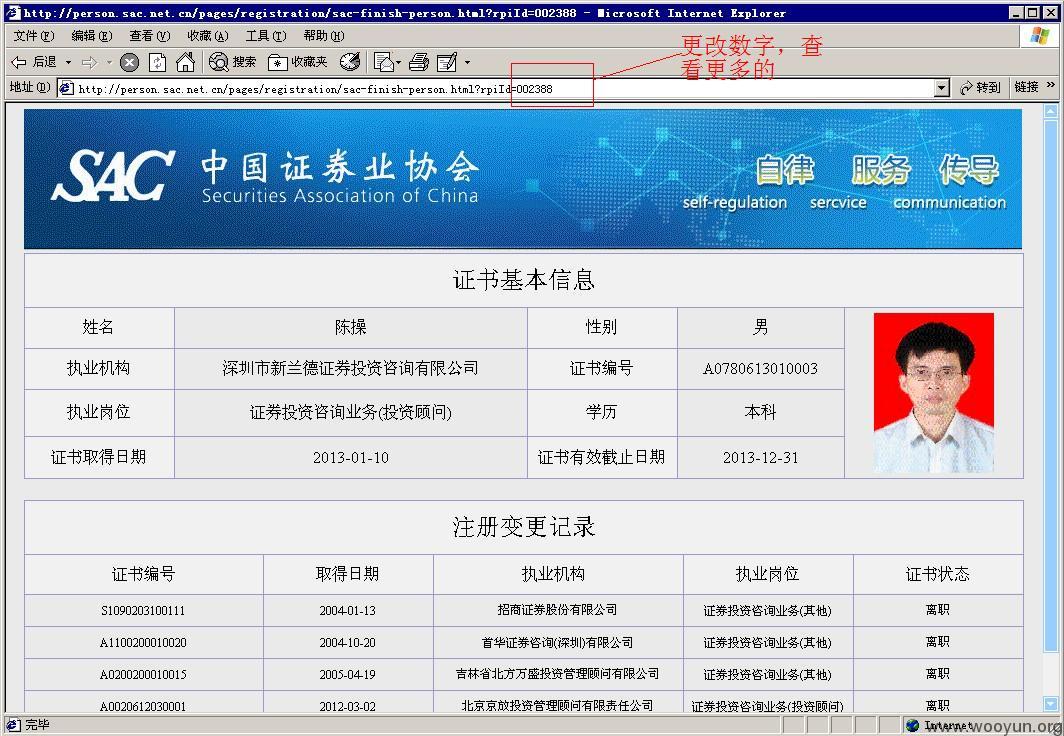 http://person.sac.net.cn/pages/registration/sac-finish-person.html?rpiId=002388 - Microsoft Internet Explorer
文件(F) 编辑(E) 查看(V) 收藏(A) 工具(T) 帮助(H)
后退 搜索 收藏夹
更改数字，查
看更多的
地址(D) http://person.sac.net.cn/pages/registration/sac-finish-person.html?rpiId=002388 转到 链接 »
SAC 中国证券业协会 自律 服务 传导
Securities Association of China self-regulation sercvice communication
证书基本信息
姓名 陈操 性别 男
执业机构 深圳市新兰德证券投资咨询有限公司 证书编号 A0780613010003
执业岗位 证券投资咨询业务(投资顾问) 学历 本科
证书取得日期 2013-01-10 证书有效截止日期 2013-12-31
注册变更记录
证书编号 取得日期 执业机构 执业岗位 证书状态
S1090203100111 2004-01-13 招商证券股份有限公司 证券投资咨询业务(其他) 离职
A1100200010020 2004-10-20 首华证券咨询(深圳)有限公司 证券投资咨询业务(其他) 离职
A0200200010015 2005-04-19 吉林省北方万盛投资管理顾问有限公司 证券投资咨询业务(其他) 离职
A0020612030001 2012-03-02 北京京放投资管理顾问有限责任公司 证券投资咨询业务(投资顾问) 离职
完毕 Internet
www.wooyun.org